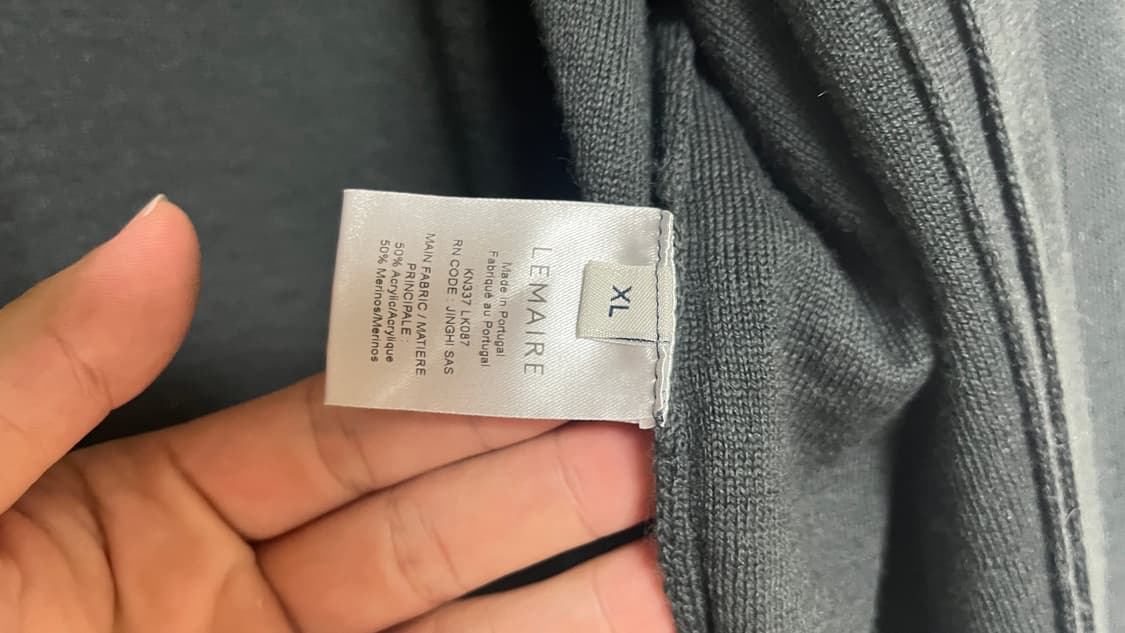 XL
LEMAIRE
Made in Portugal
Fabriqué au Portugal
KN337 LK087
RN CODE : JINGHI SAS
MAIN FABRIC / MATIERE
PRINCIPALE :
50% Acrylic/Acrylique
50% Merinos/Merinos